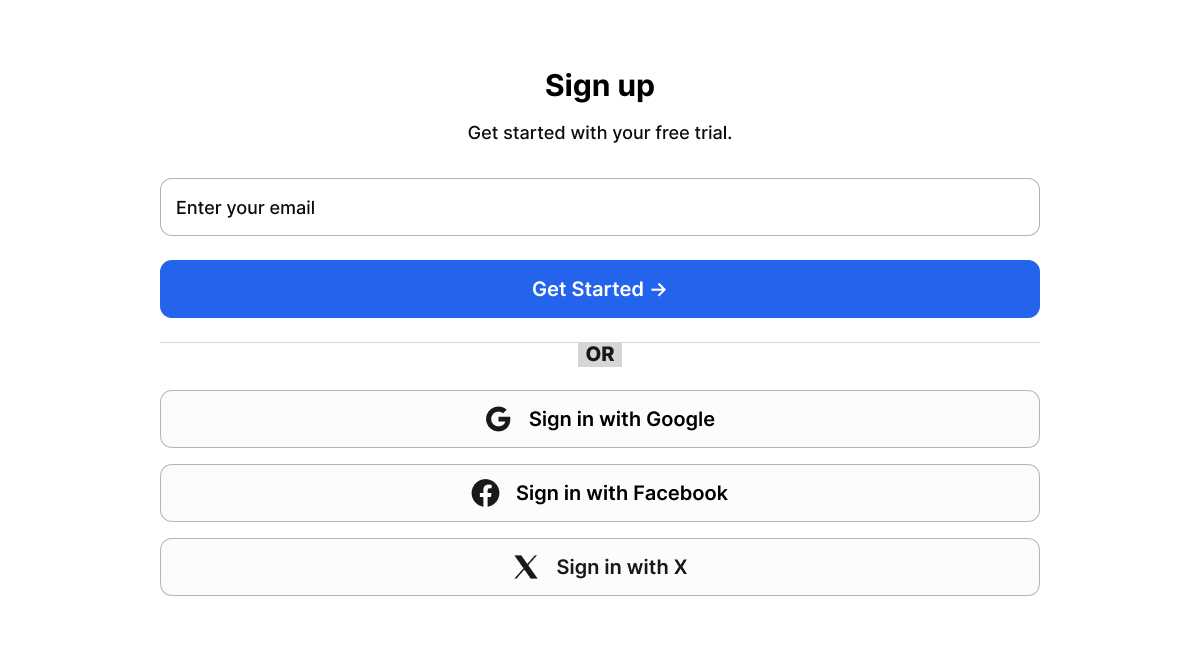 Sign up
Get started with your free trial.
Enter your email
Get Started →
OR
Sign in with Google
Sign in with Facebook
Sign in with X